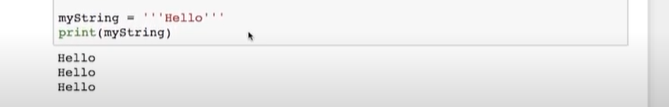 myString = '''Hello'''
print(myString)
Hello
Hello
Hello